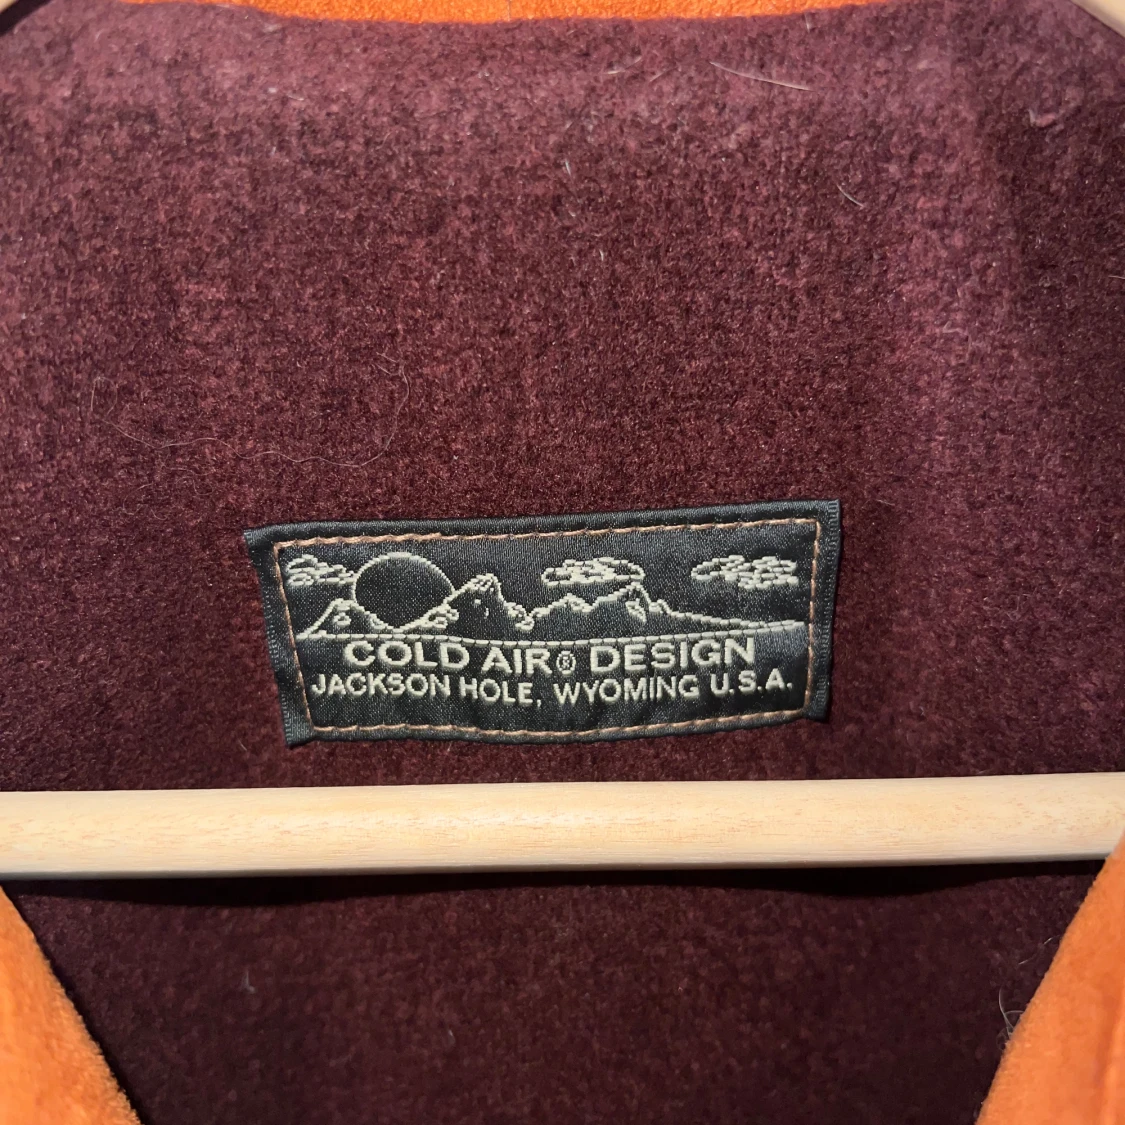 COLD AIR® DESIGN
JACKSON HOLE, WYOMING U.S.A.